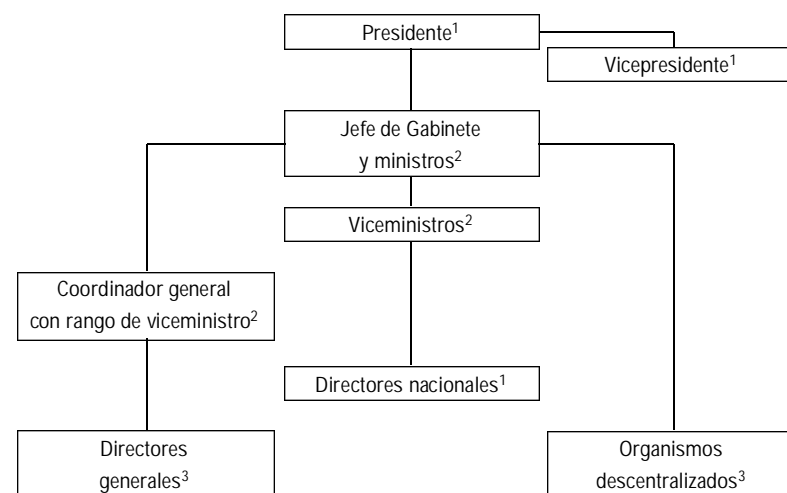 Presidente¹
Vicepresidente¹
Jefe de Gabinete
y ministros²
Viceministros²
Coordinador general
con rango de viceministro²
Directores nacionales¹
Directores
generales³
Organismos
descentralizados³